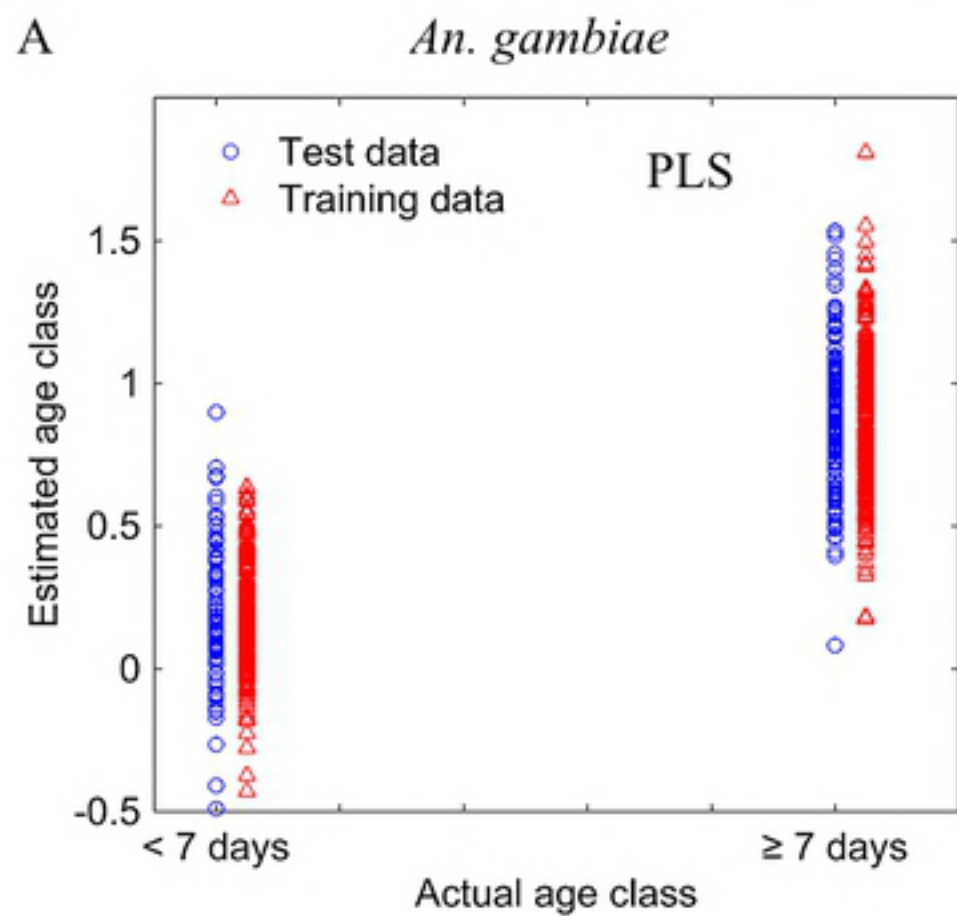 A
An. gambiae
Test data
Training data
PLS
1.5
1
0.5
0
-0.5
Estimated age class
< 7 days
≥ 7 days
Actual age class